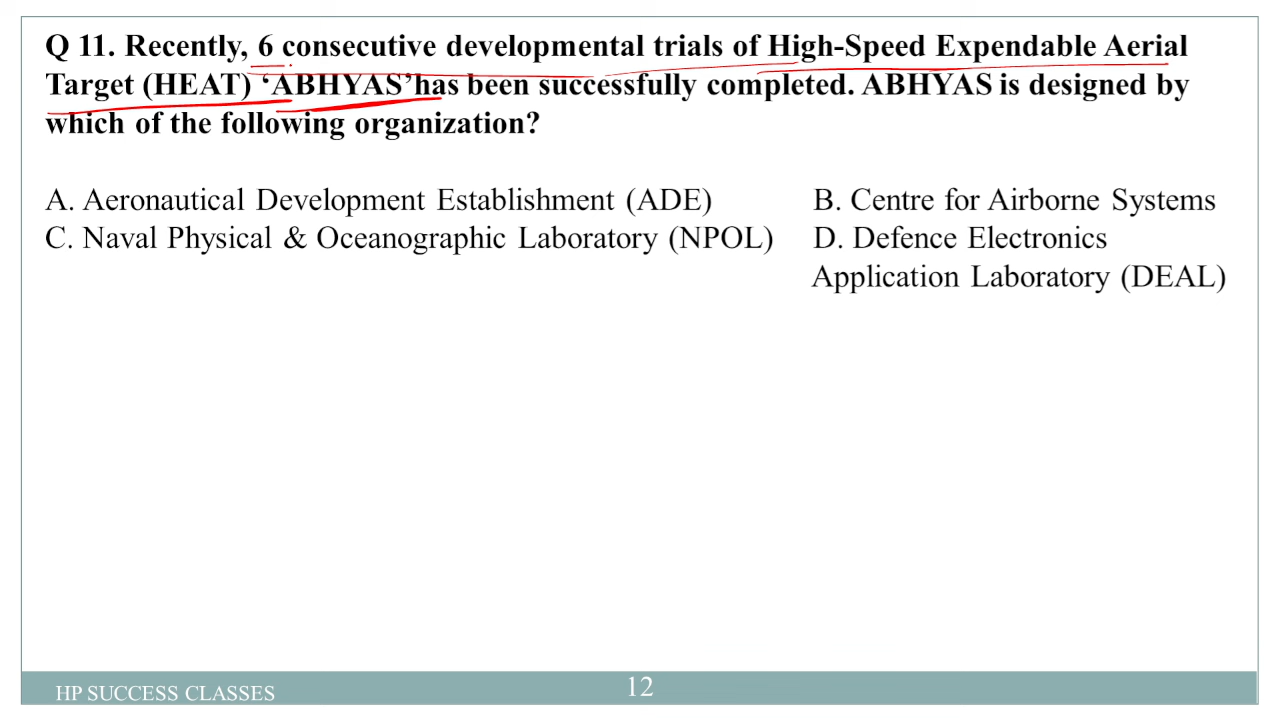 Q 11. Recently, 6 consecutive developmental trials of High-Speed Expendable Aerial
Target (HEAT) ‘ABHYAS’has been successfully completed. ABHYAS is designed by
which of the following organization?
A. Aeronautical Development Establishment (ADE) B. Centre for Airborne Systems
C. Naval Physical & Oceanographic Laboratory (NPOL) D. Defence Electronics
Application Laboratory (DEAL)
HP SUCCESS CLASSES 12